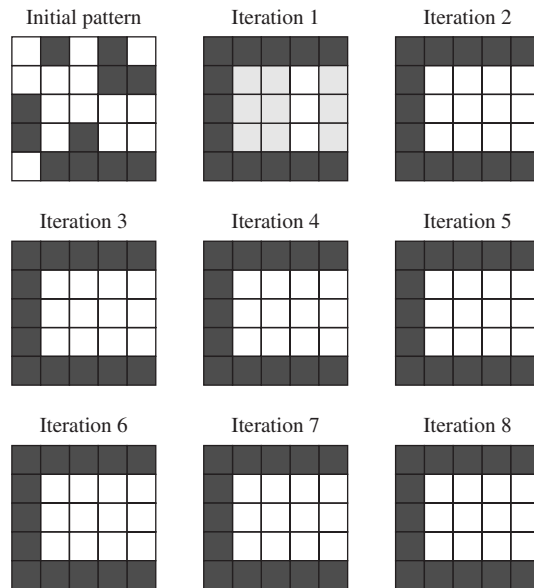 Initial pattern
Iteration 1
Iteration 2
Iteration 3
Iteration 4
Iteration 5
Iteration 6
Iteration 7
Iteration 8